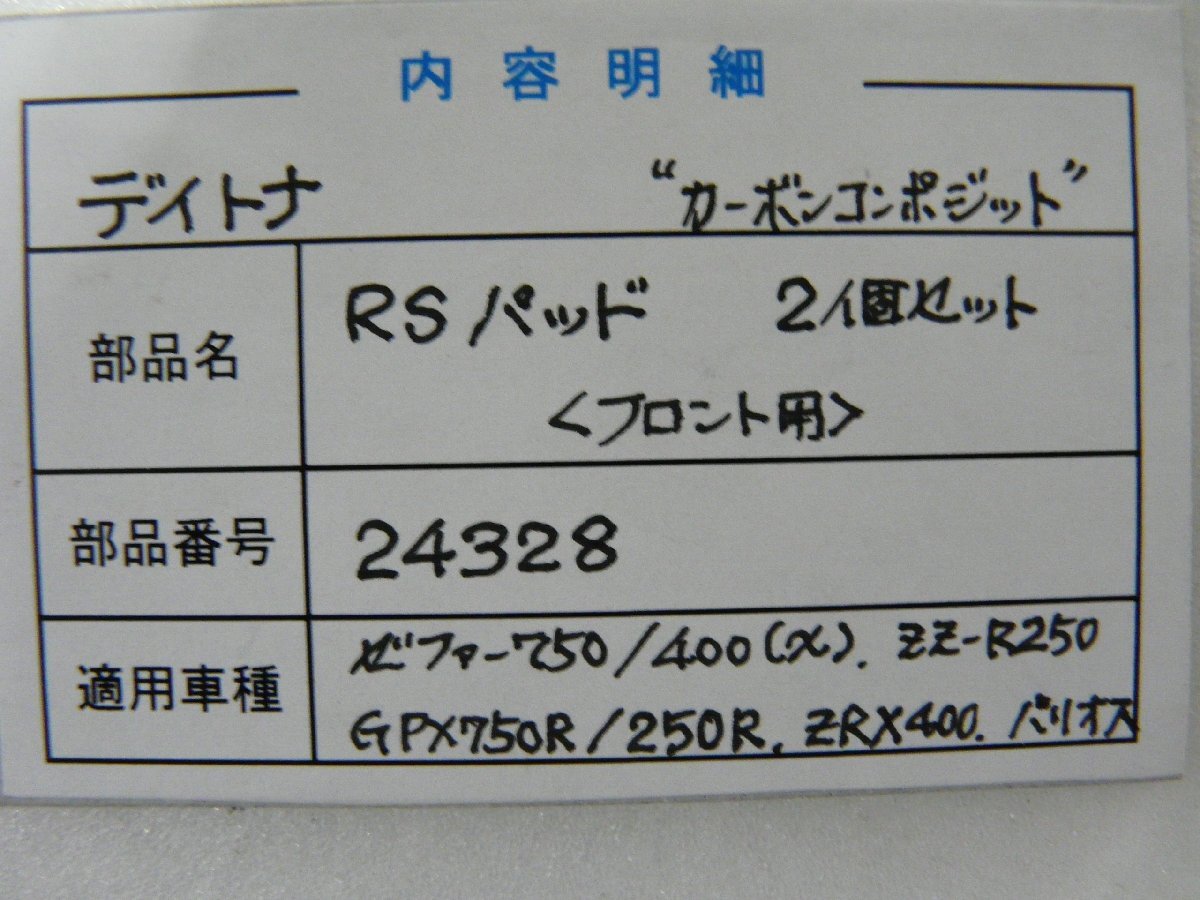 内容明細
デイトナ “カーボンコンポジット”
部品名 RSパッド 2個セット
<フロント用>
部品番号 24328
適用車種 ゼファー750/400(χ). ZZ-R250
GPX750R/250R, ZRX400. バリオス